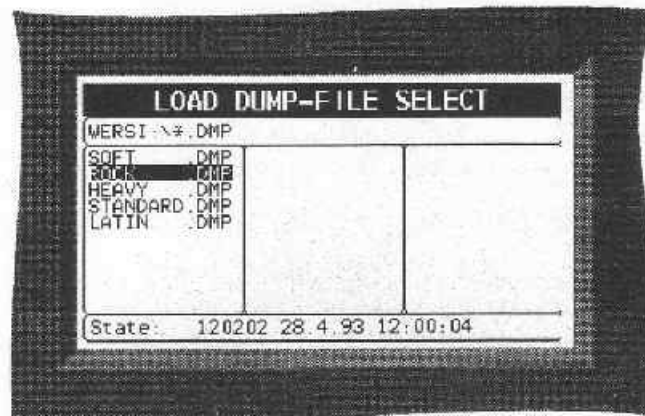 LOAD DUMP-FILE SELECT
WERSI \*.DMP
SOFT .DMP
ROCK .DMP
HEAVY .DMP
STANDARD.DMP
LATIN .DMP
State: 120202 28.4.93 12:00:04